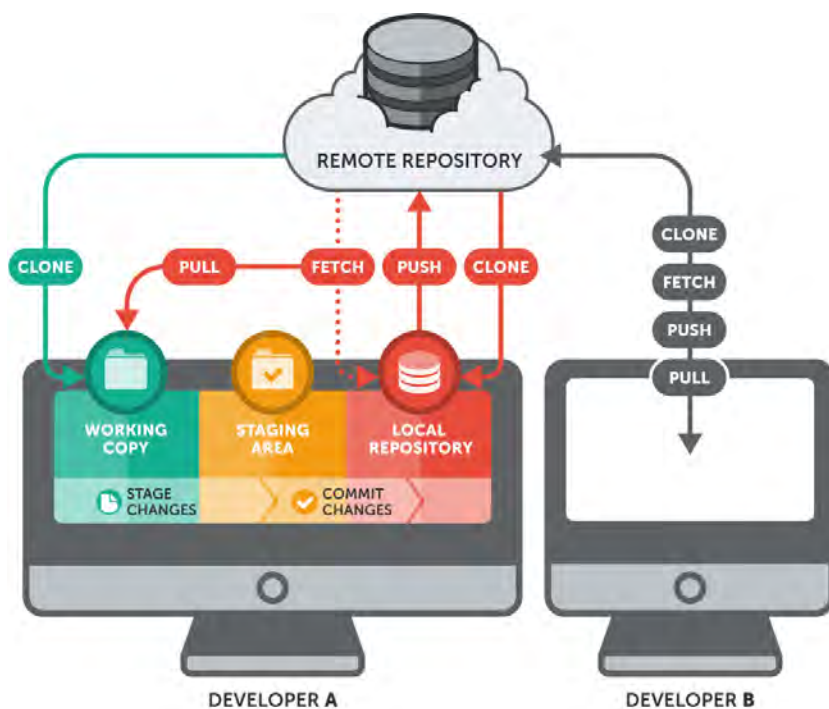 REMOTE REPOSITORY
CLONE
PULL
FETCH
PUSH
CLONE
CLONE
FETCH
PUSH
PULL
WORKING
COPY
STAGING
AREA
LOCAL
REPOSITORY
STAGE
CHANGES
COMMIT
CHANGES
DEVELOPER A
DEVELOPER B